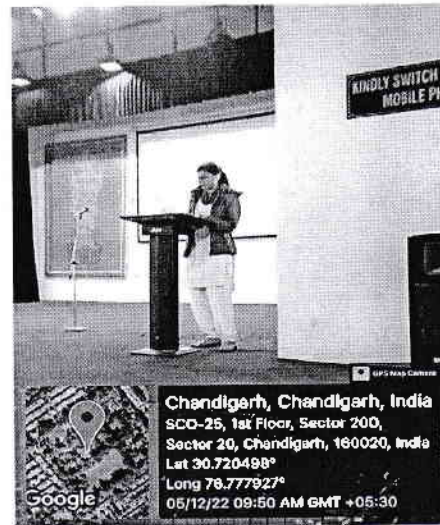 KINDLY SWITCH
MOBILE PH
GPS Map Camera
Chandigarh, Chandigarh, India
SCO-25, 1st Floor, Sector 20D,
Sector 20, Chandigarh, 160020, India
Lat 30.720498°
Long 76.777927°
05/12/22 09:50 AM GMT +05:30
Google